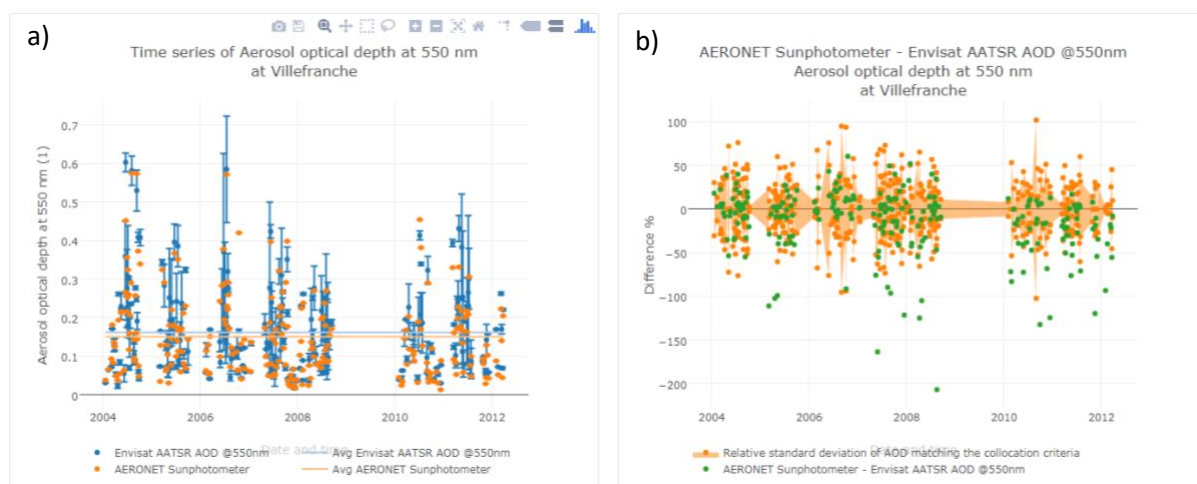 a)
Time series of Aerosol optical depth at 550 nm
at Villefranche
Aerosol optical depth at 550 nm (1)
0.7
0.6
0.5
0.4
0.3
0.2
0.1
0
2004 2006 2008 2010 2012
Date and time
Envisat AATSR AOD @550nm Avg Envisat AATSR AOD @550nm
AERONET Sunphotometer Avg AERONET Sunphotometer
b)
AERONET Sunphotometer - Envisat AATSR AOD @550nm
Aerosol optical depth at 550 nm
at Villefranche
Difference %
100
50
0
−50
−100
−150
−200
2004 2006 2008 2010 2012
Date and time
Relative standard deviation of AOD matching the collocation criteria
AERONET Sunphotometer - Envisat AATSR AOD @550nm